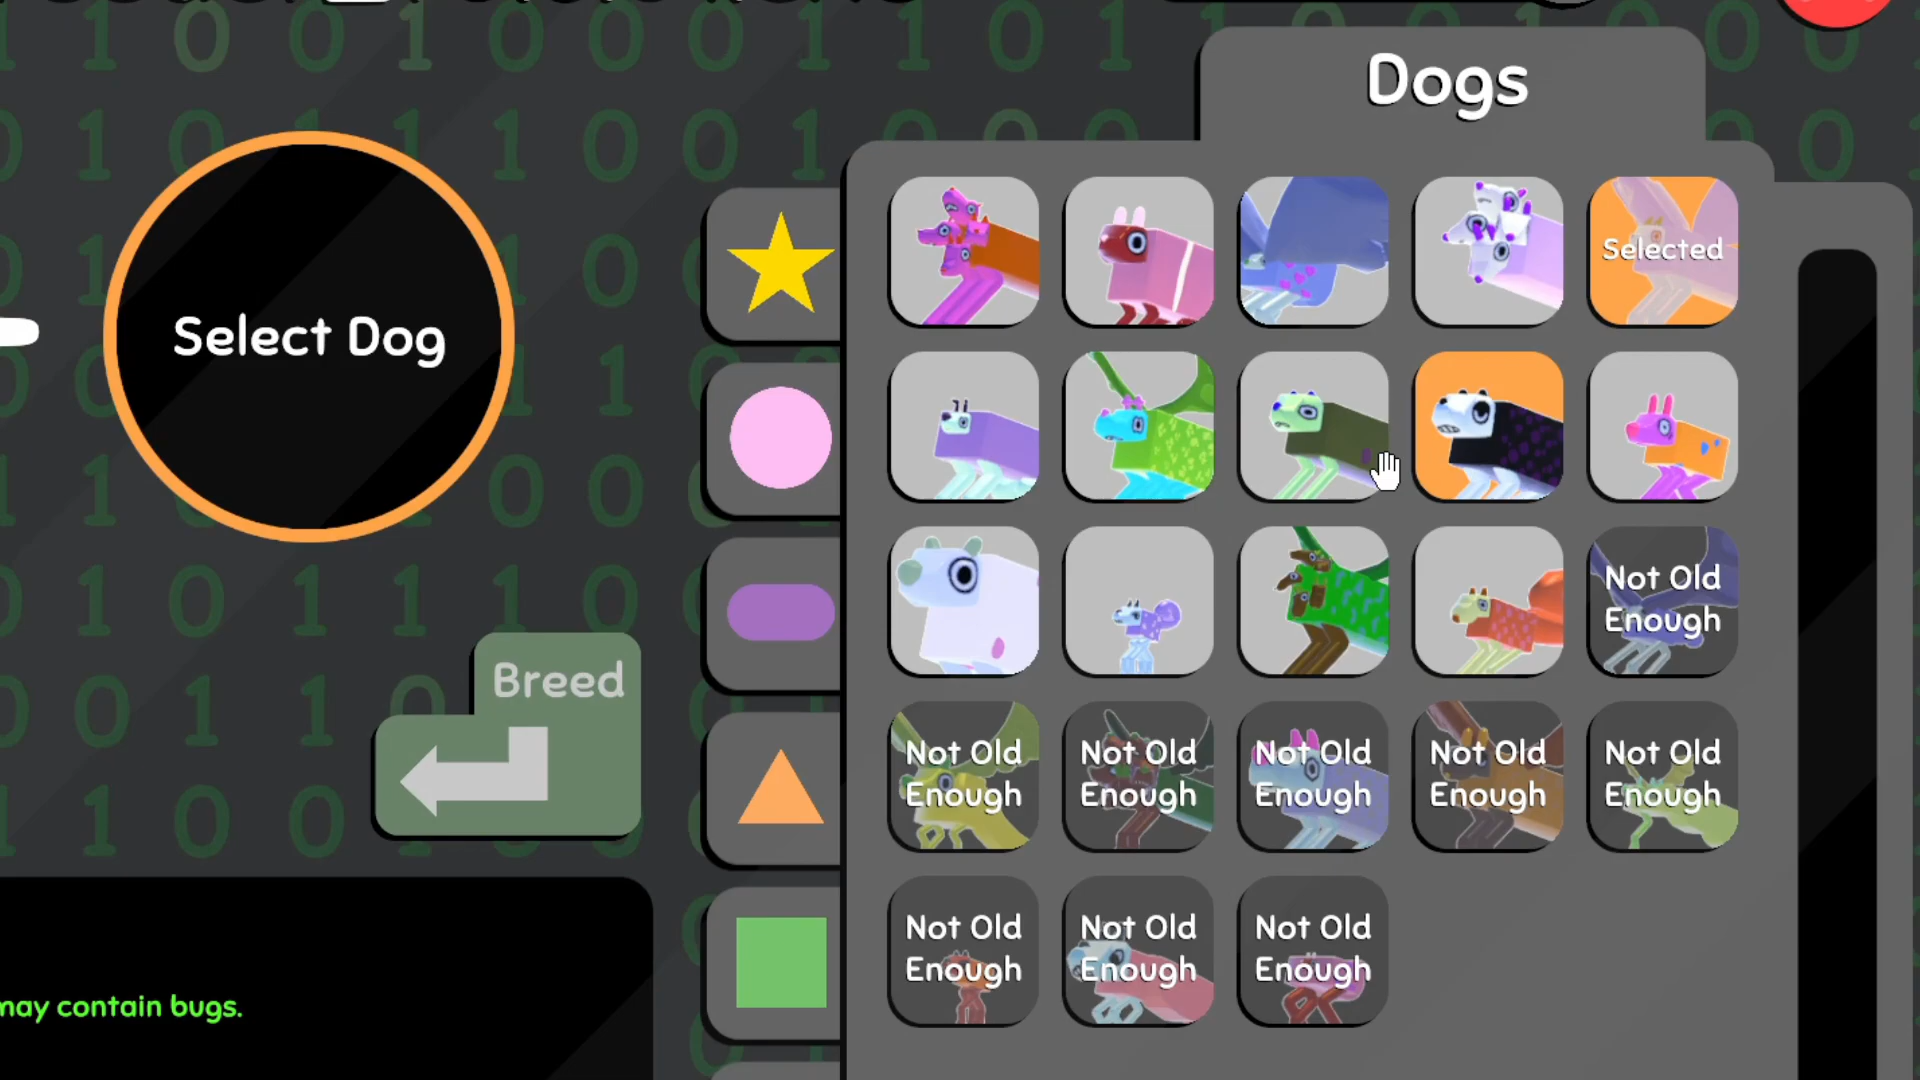 Dogs
Selected
Select Dog
Not Old
Enough
Breed
Not Old
Enough
Not Old
Enough
Not Old
Enough
Not Old
Enough
Not Old
Enough
Not Old
Enough
Not Old
Enough
Not Old
Enough
may contain bugs.